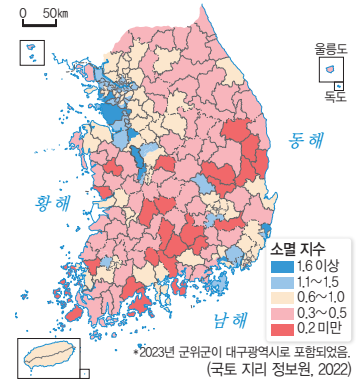 0 50km
울릉도
독도
동해
황해
남해
소멸 지수
1.6 이상
1.1~1.5
0.6~1.0
0.3~0.5
0.2 미만
*2023년 군위군이 대구광역시로 포함되었음.
(국토 지리 정보원, 2022)